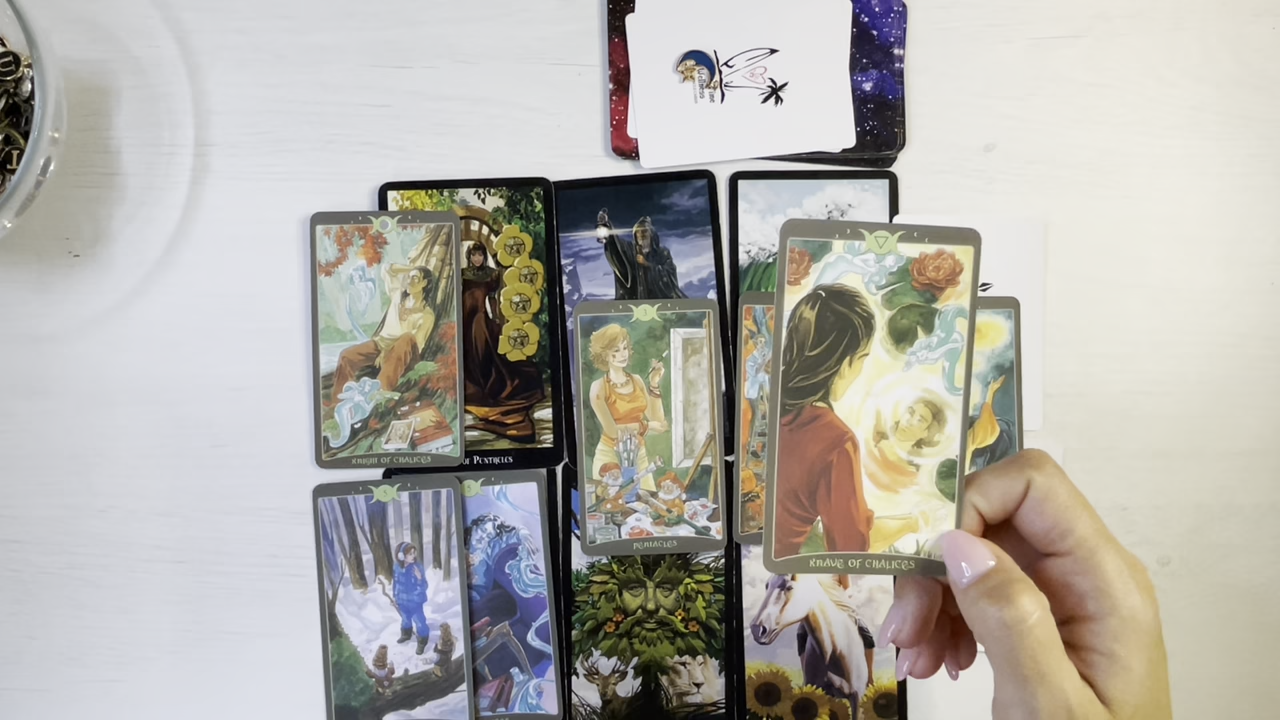 KNIGHT OF CHALICES
OF PENTACLES
PENTACLES
KNAVE OF CHALICES